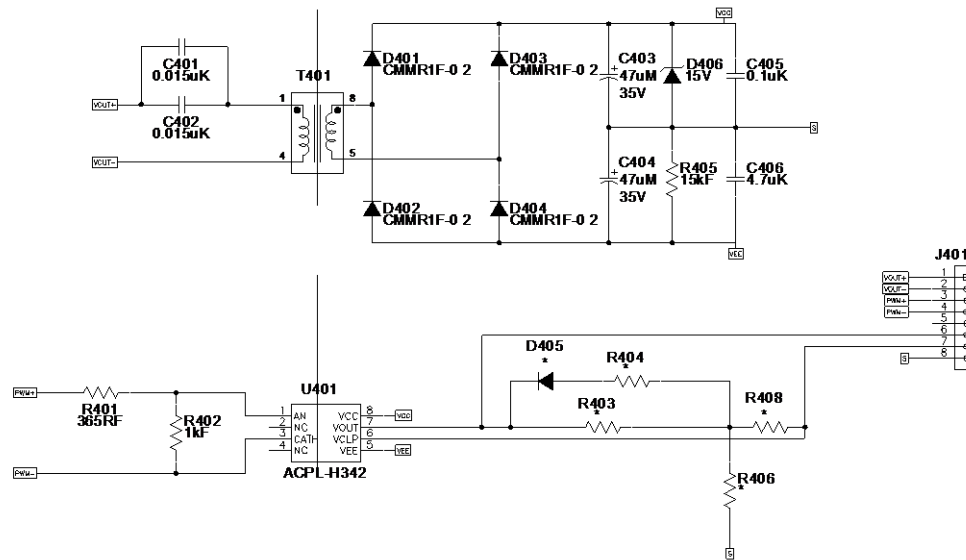 VCC
C401
0.015uK
VOUT+
C402
0.015uK
VOUT-
T401
1
8
4
5
D401
CMMR1F-0 2
D403
CMMR1F-0 2
C403
47uM
35V
D406
15V
C405
0.1uK
S
D402
CMMR1F-0 2
D404
CMMR1F-0 2
C404
47uM
35V
R405
15kF
C406
4.7uK
VEE
J401
VOUT+ 1
VOUT- 2
PWM+ 3
PWM- 4
5
6
7
S 8
PWM+
R401
365RF
R402
1kF
PWM-
U401
1 AN VCC 8 VCC
2 NC VOUT 7
3 CATH VCLP 6
4 NC VEE 5 VEE
ACPL-H342
D405
*
R404
*
R403
*
R408
*
R406
*
S